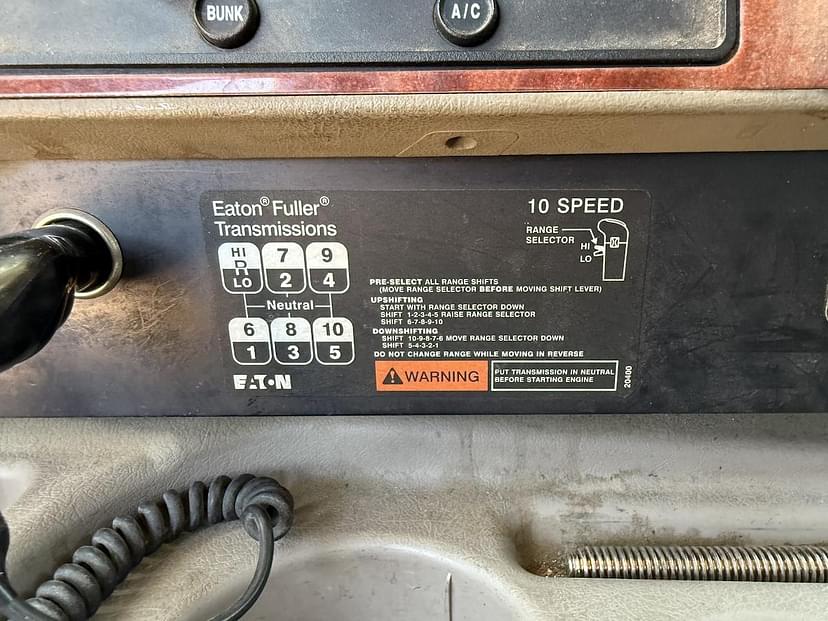 BUNK
A/C
Eaton® Fuller®
Transmissions
10 SPEED
RANGE
SELECTOR
HI
LO
HI 7 9
R
LO 2 4
Neutral
6 8 10
1 3 5
EATON
PRE-SELECT ALL RANGE SHIFTS
(MOVE RANGE SELECTOR BEFORE MOVING SHIFT LEVER)
UPSHIFTING
START WITH RANGE SELECTOR DOWN
SHIFT 1-2-3-4-5 RAISE RANGE SELECTOR
SHIFT 6-7-8-9-10
DOWNSHIFTING
SHIFT 10-9-8-7-6 MOVE RANGE SELECTOR DOWN
SHIFT 5-4-3-2-1
DO NOT CHANGE RANGE WHILE MOVING IN REVERSE
WARNING
PUT TRANSMISSION IN NEUTRAL
BEFORE STARTING ENGINE
20400